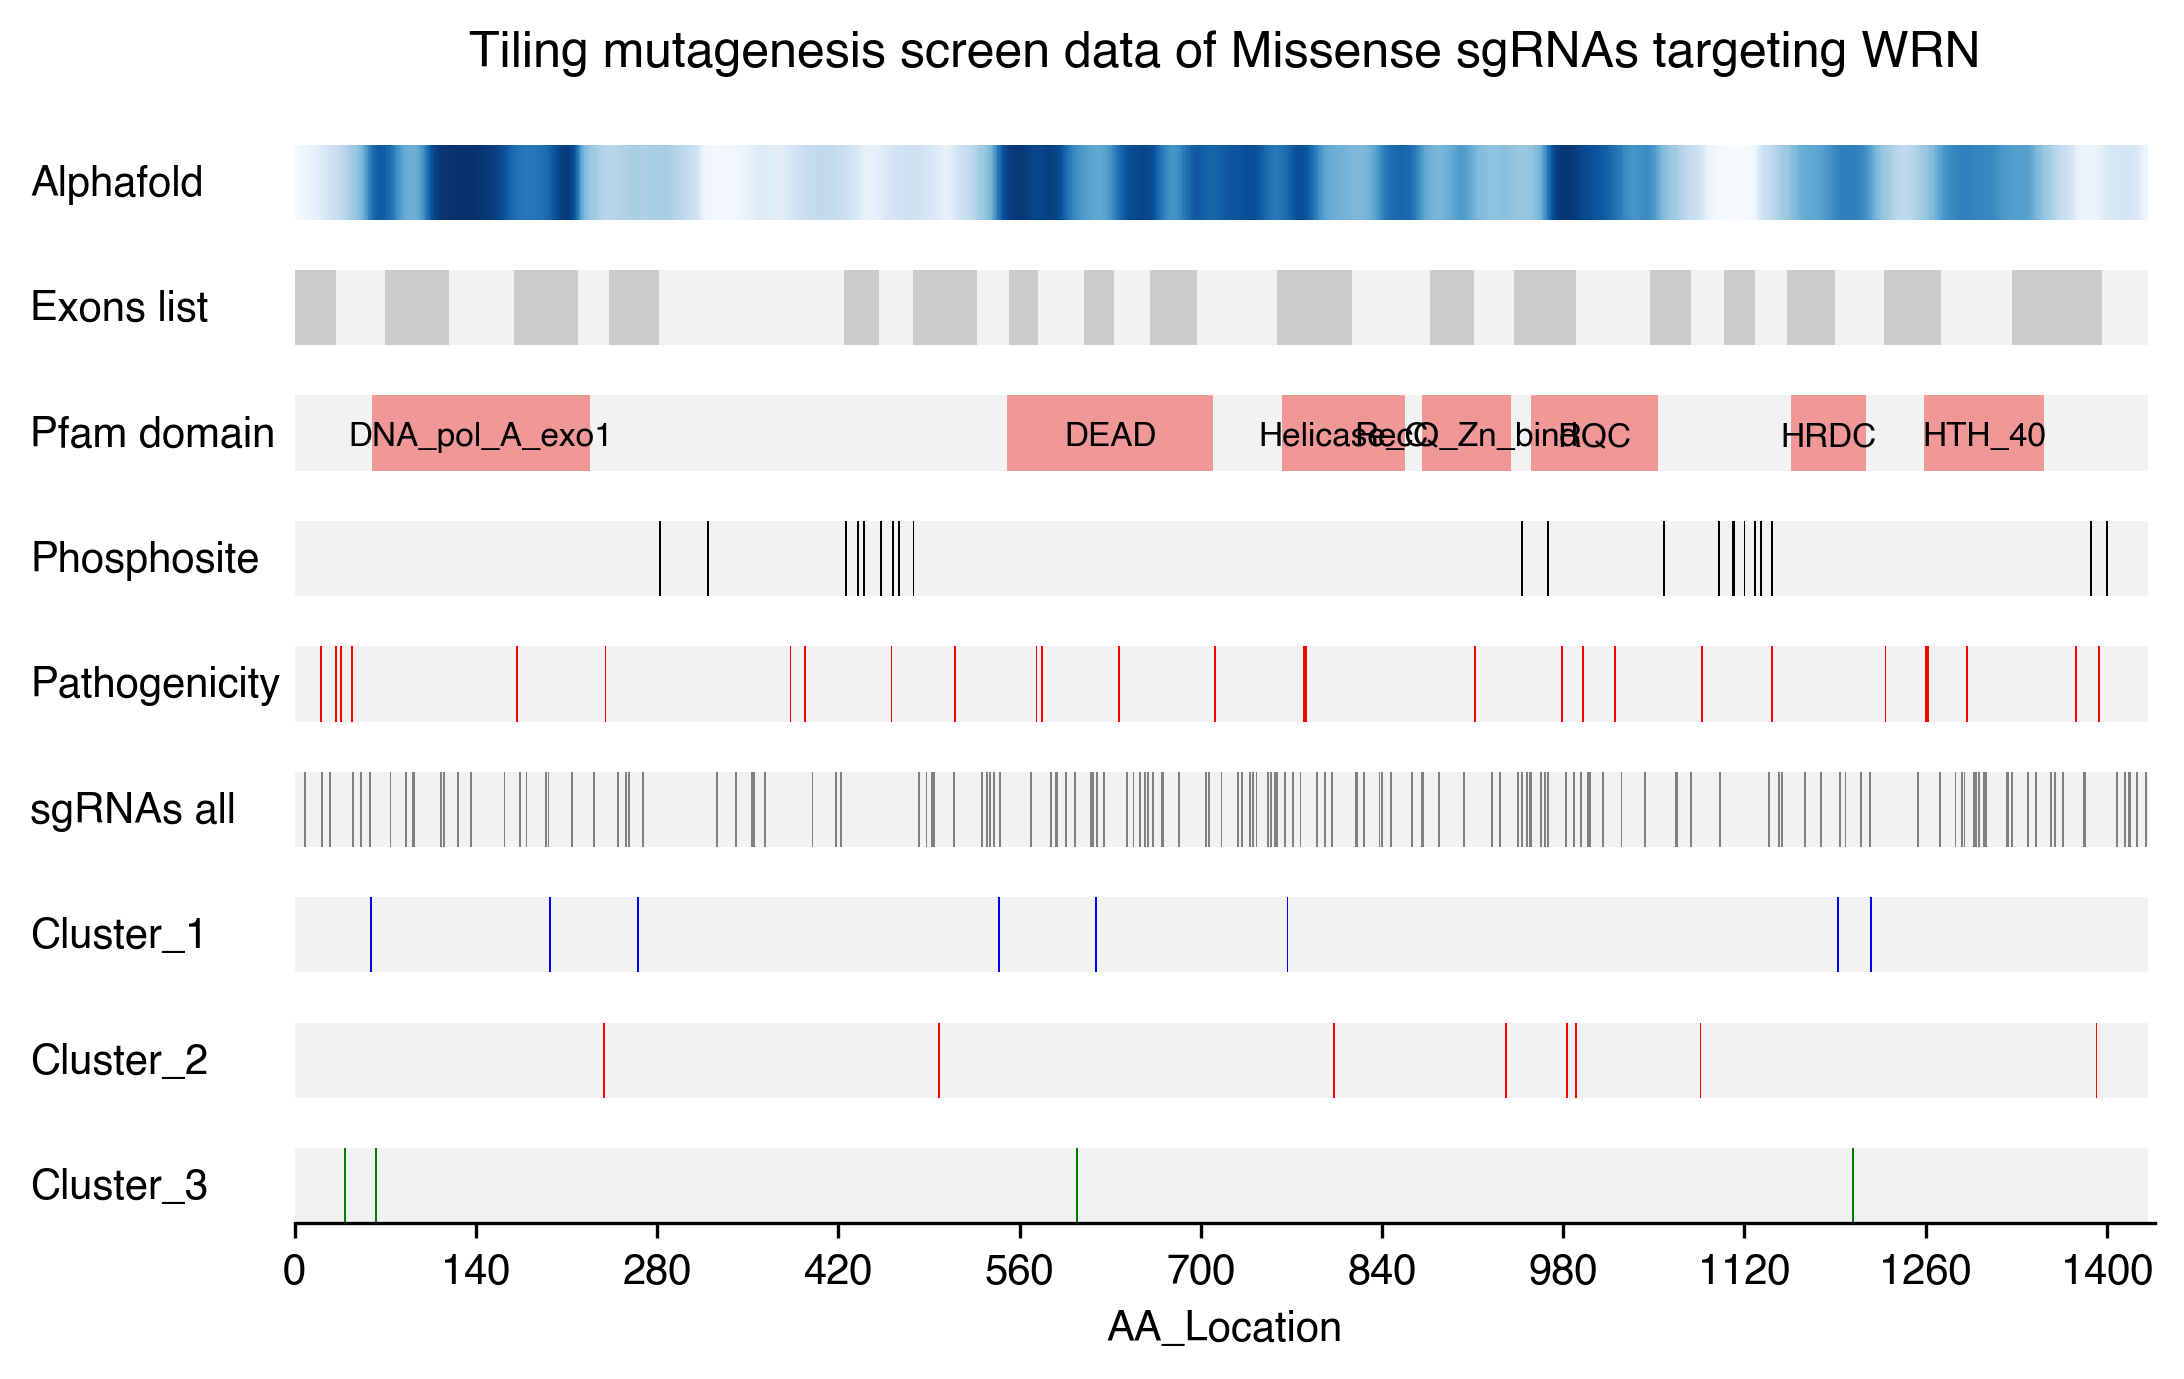 Tiling mutagenesis screen data of Missense sgRNAs targeting WRN
Alphafold
Exons list
Pfam domain
DNA_pol_A_exo1
DEAD
Helicase_C
RecQ_Zn_bind
RQC
HRDC
HTH_40
Phosphosite
Pathogenicity
sgRNAs all
Cluster_1
Cluster_2
Cluster_3
0 140 280 420 560 700 840 980 1120 1260 1400
AA_Location